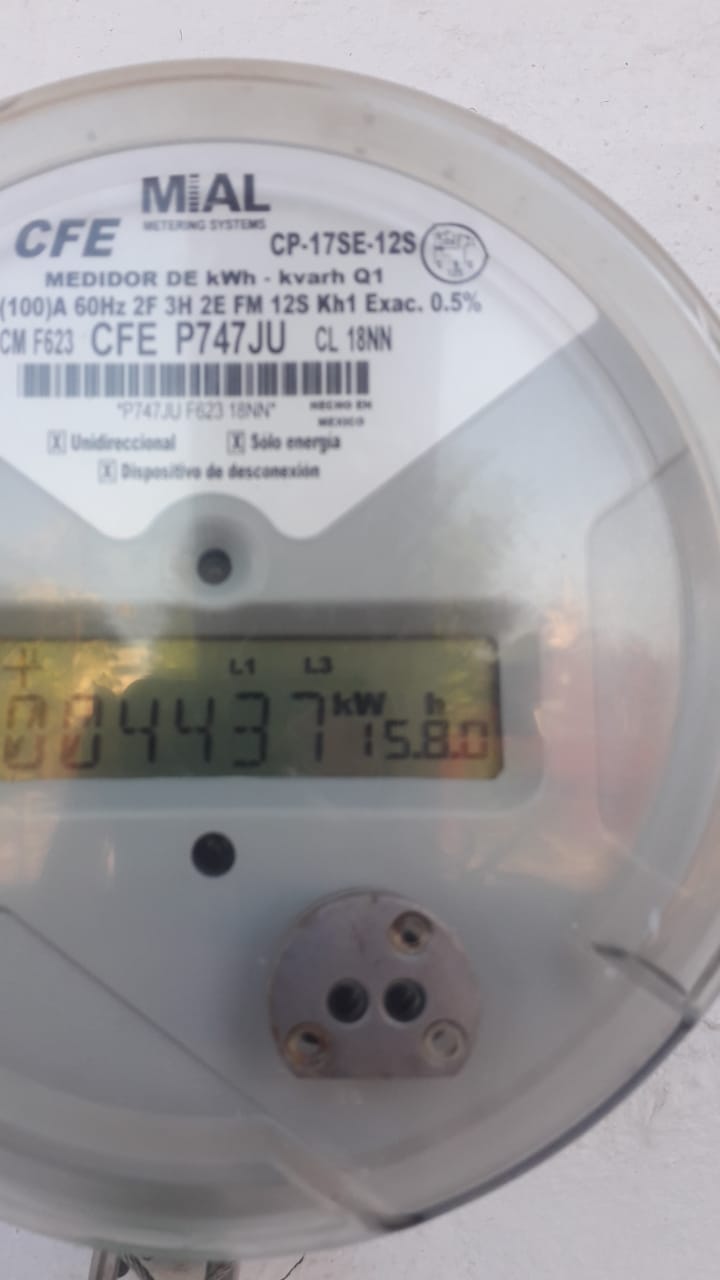 MIAL
METERING SYSTEMS
CFE
CP-17SE-12S
MEDIDOR DE kWh - kvarh Q1
(100)A 60Hz 2F 3H 2E FM 12S Kh1 Exac. 0.5%
CM F623 CFE P747JU CL 18NN
*P747JU F623 18NN*
HECHO EN
MEXICO
X Unidireccional X Sólo energía
X Dispositivo de desconexión
L1 L3
004437 kW h
15.8.0